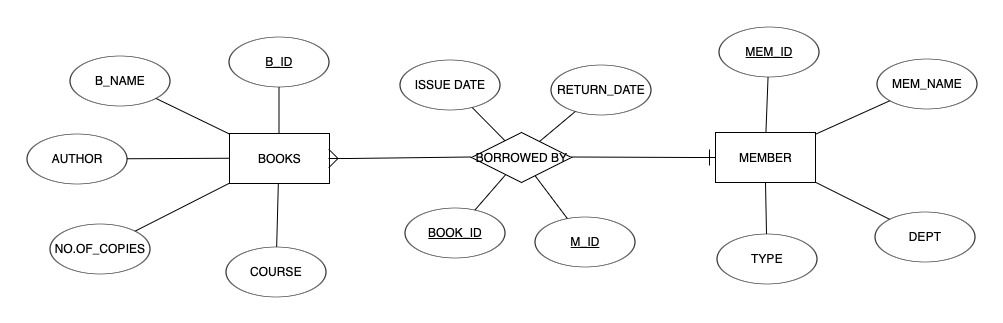 MEM_ID
B_ID
B_NAME
ISSUE DATE
RETURN_DATE
MEM_NAME
AUTHOR
BOOKS
BORROWED BY
MEMBER
BOOK_ID
M_ID
NO.OF_COPIES
COURSE
TYPE
DEPT